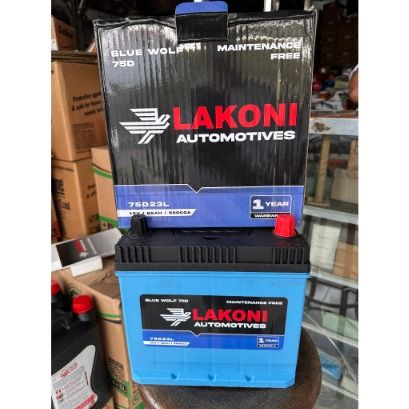 BLUE WOLF
75D
MAINTENANCE
FREE
LAKONI
AUTOMOTIVES
75D23L
1 YEAR
WARRANTY
BLUE WOLF 75D
MAINTENANCE FREE
LAKONI
AUTOMOTIVES
75D23L
1 YEAR